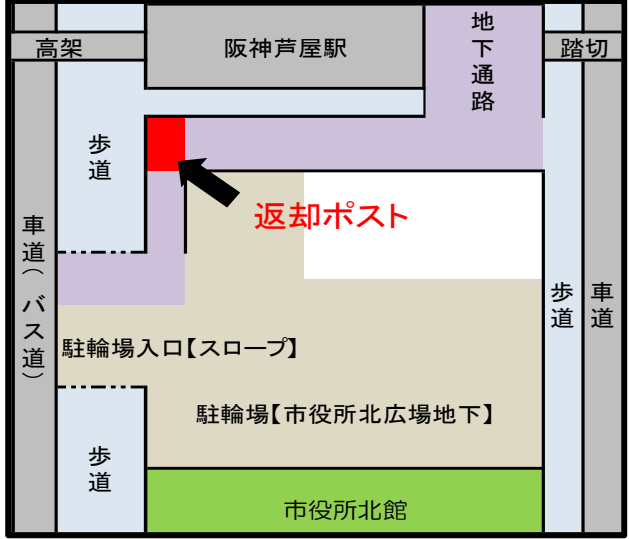 高架
阪神芦屋駅
地下通路
踏切
歩道
返却ポスト
車道（バス道）
歩道
車道
駐輪場入口【スロープ】
駐輪場【市役所北広場地下】
歩道
市役所北館